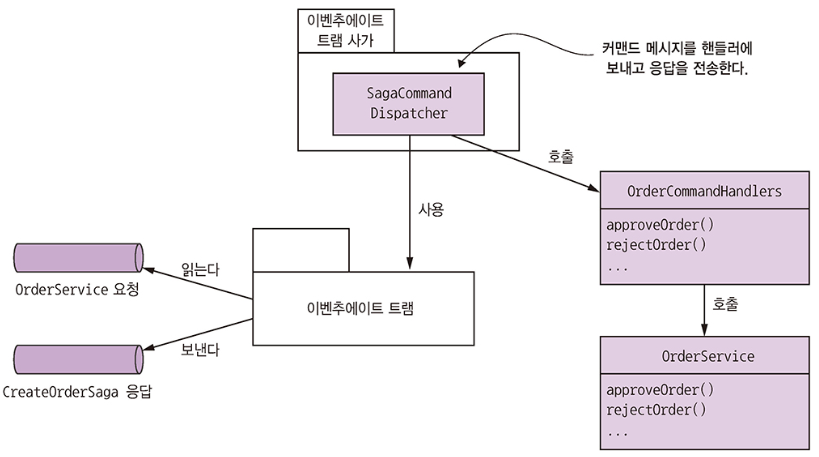 이벤추에이트
트램 사가
커맨드 메시지를 핸들러에
보내고 응답을 전송한다.
SagaCommand
Dispatcher
호출
OrderCommandHandlers
approveOrder()
rejectOrder()
...
사용
읽는다
OrderService 요청
이벤추에이트 트램
호출
보낸다
CreateOrderSaga 응답
OrderService
approveOrder()
rejectOrder()
...